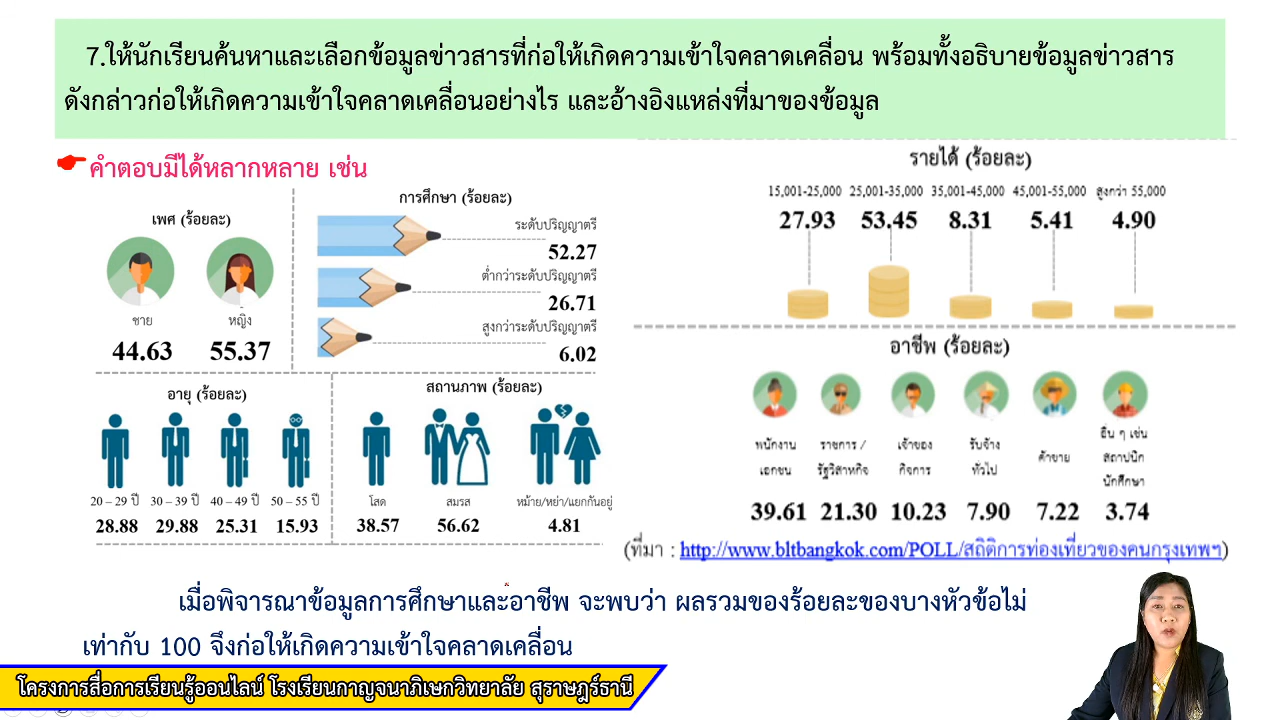 7.ให้นักเรียนค้นหาและเลือกข้อมูลข่าวสารที่ก่อให้เกิดความเข้าใจคลาดเคลื่อน พร้อมทั้งอธิบายข้อมูลข่าวสาร
ดังกล่าวก่อให้เกิดความเข้าใจคลาดเคลื่อนอย่างไร และอ้างอิงแหล่งที่มาของข้อมูล
คำตอบมีได้หลากหลาย เช่น
เพศ (ร้อยละ)
ชาย หญิง
44.63 55.37
การศึกษา (ร้อยละ)
ระดับปริญญาตรี
52.27
ต่ำกว่าระดับปริญญาตรี
26.71
สูงกว่าระดับปริญญาตรี
6.02
อายุ (ร้อยละ)
20 – 29 ปี 30 – 39 ปี 40 – 49 ปี 50 – 55 ปี
28.88 29.88 25.31 15.93
สถานภาพ (ร้อยละ)
โสด สมรส หม้าย/หย่า/แยกกันอยู่
38.57 56.62 4.81
รายได้ (ร้อยละ)
15,001-25,000 25,001-35,000 35,001-45,000 45,001-55,000 สูงกว่า 55,000
27.93 53.45 8.31 5.41 4.90
อาชีพ (ร้อยละ)
พนักงานเอกชน ราชการ / รัฐวิสาหกิจ เจ้าของกิจการ รับจ้างทั่วไป ค้าขาย อื่น ๆ เช่น สถาปนิก นักศึกษา
39.61 21.30 10.23 7.90 7.22 3.74
(ที่มา : http://www.bltbangkok.com/POLL/สถิติการท่องเที่ยวของคนกรุงเทพฯ)
เมื่อพิจารณาข้อมูลการศึกษาและอาชีพ จะพบว่า ผลรวมของร้อยละของบางหัวข้อไม่
เท่ากับ 100 จึงก่อให้เกิดความเข้าใจคลาดเคลื่อน
โครงการสื่อการเรียนรู้ออนไลน์ โรงเรียนกาญจนาภิเษกวิทยาลัย สุราษฎร์ธานี